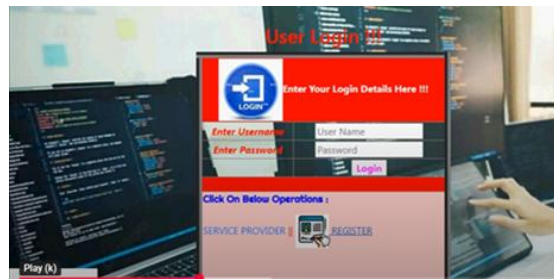 User Login !!!
Enter Your Login Details Here !!!
LOGIN
Enter Username
User Name
Enter Password
Password
Login
Click On Below Operations :
SERVICE PROVIDER
REGISTER
Play (k)